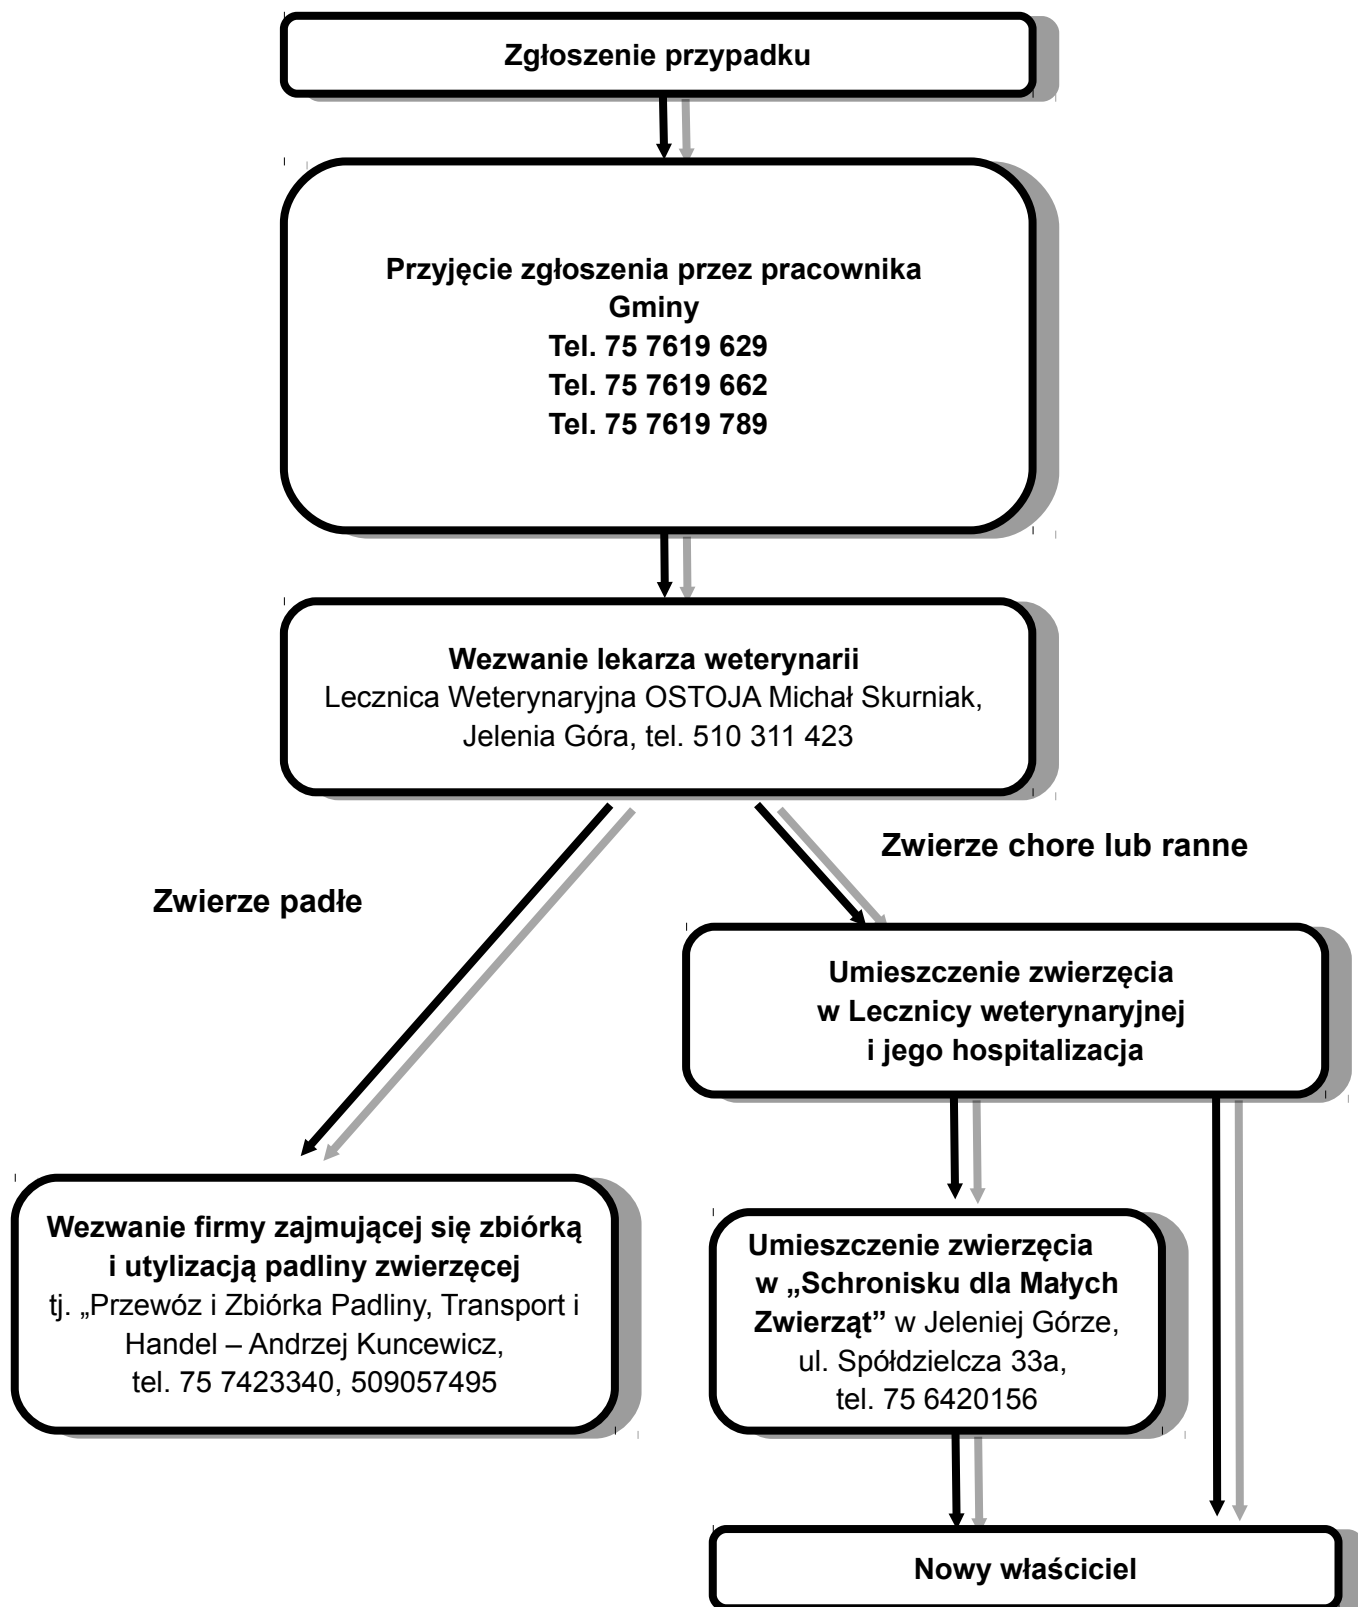 Zgłoszenie przypadku
Przyjęcie zgłoszenia przez pracownika
Gminy
Tel. 75 7619 629
Tel. 75 7619 662
Tel. 75 7619 789
Wezwanie lekarza weterynarii
Lecznica Weterynaryjna OSTOJA Michał Skurniak,
Jelenia Góra, tel. 510 311 423
Zwierze padłe
Zwierze chore lub ranne
Umieszczenie zwierzęcia
w Lecznicy weterynaryjnej
i jego hospitalizacja
Wezwanie firmy zajmującej się zbiórką
i utylizacją padliny zwierzęcej
tj. „Przewóz i Zbiórka Padliny, Transport i
Handel – Andrzej Kuncewicz,
tel. 75 7423340, 509057495
Umieszczenie zwierzęcia
w „Schronisku dla Małych
Zwierząt” w Jeleniej Górze,
ul. Spółdzielcza 33a,
tel. 75 6420156
Nowy właściciel